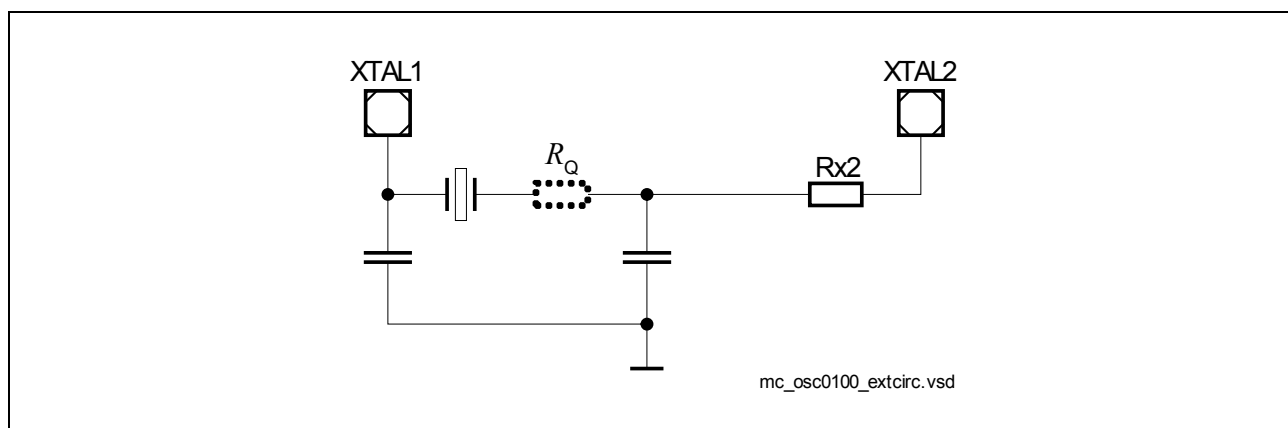 XTAL1
XTAL2
RQ
Rx2
mc_osc0100_extcirc.vsd